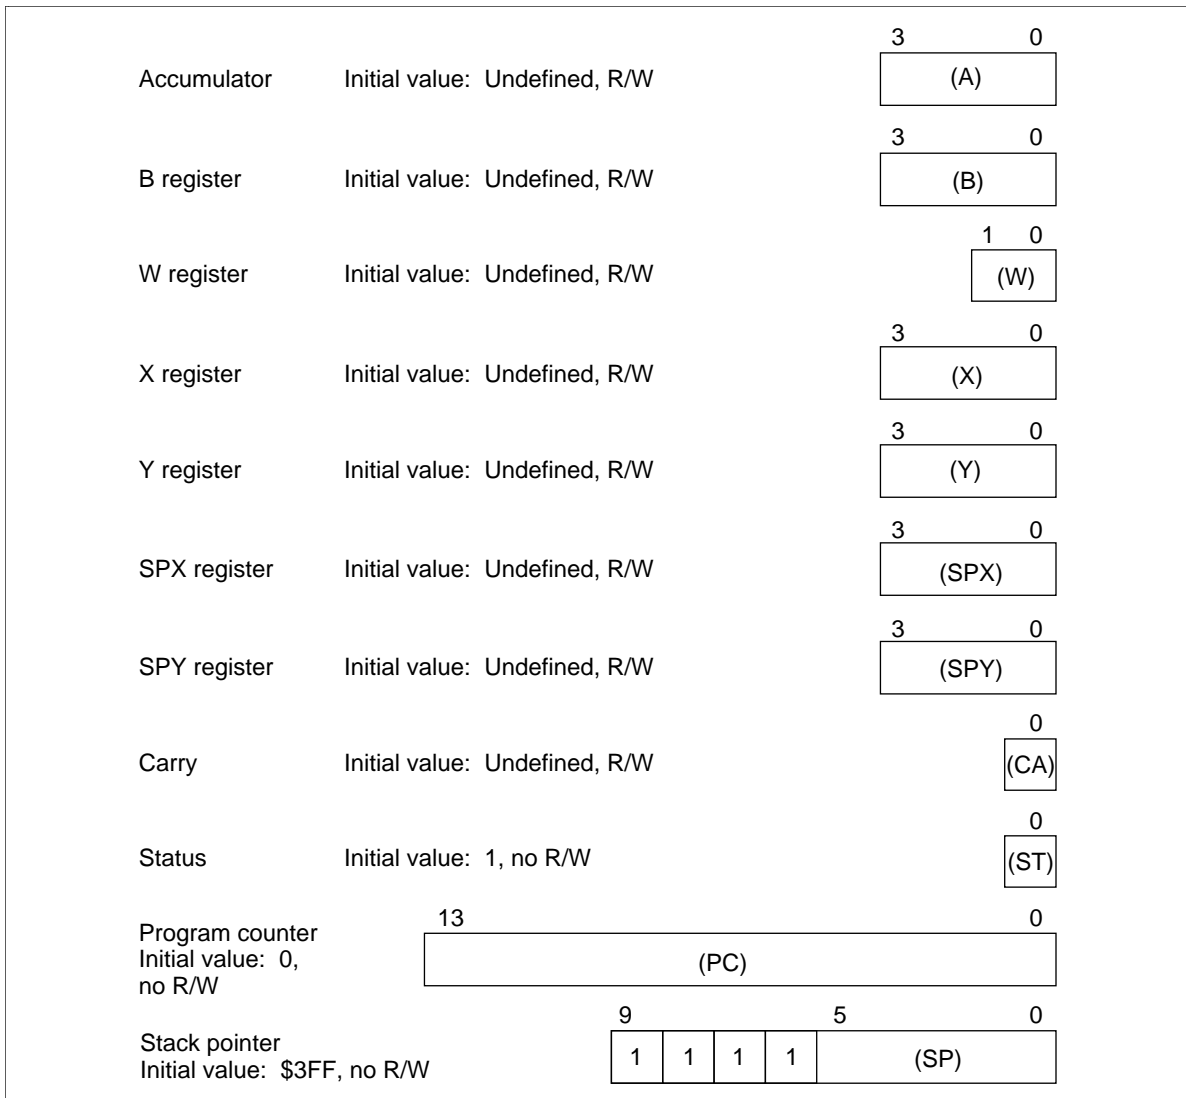 3 0
Accumulator Initial value: Undefined, R/W (A)
3 0
B register Initial value: Undefined, R/W (B)
1 0
W register Initial value: Undefined, R/W (W)
3 0
X register Initial value: Undefined, R/W (X)
3 0
Y register Initial value: Undefined, R/W (Y)
3 0
SPX register Initial value: Undefined, R/W (SPX)
3 0
SPY register Initial value: Undefined, R/W (SPY)
0
Carry Initial value: Undefined, R/W (CA)
0
Status Initial value: 1, no R/W (ST)
13 0
Program counter
Initial value: 0, (PC)
no R/W
9 5 0
Stack pointer
1 1 1 1 (SP)
Initial value: $3FF, no R/W